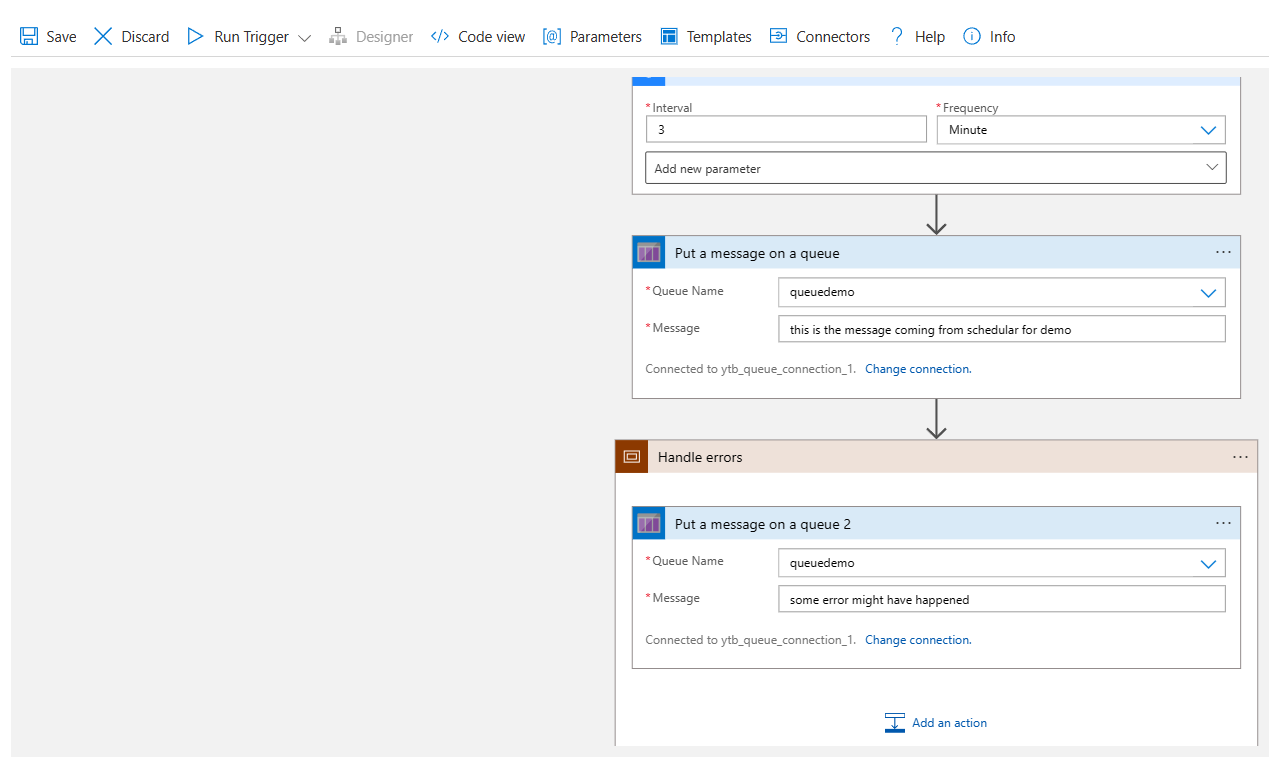 Save Discard Run Trigger Designer </> Code view [@] Parameters Templates Connectors ? Help Info
*Interval *Frequency
3 Minute
Add new parameter
Put a message on a queue ...
*Queue Name queuedemo
*Message this is the message coming from schedular for demo
Connected to ytb_queue_connection_1. Change connection.
Handle errors ...
Put a message on a queue 2 ...
*Queue Name queuedemo
*Message some error might have happened
Connected to ytb_queue_connection_1. Change connection.
Add an action